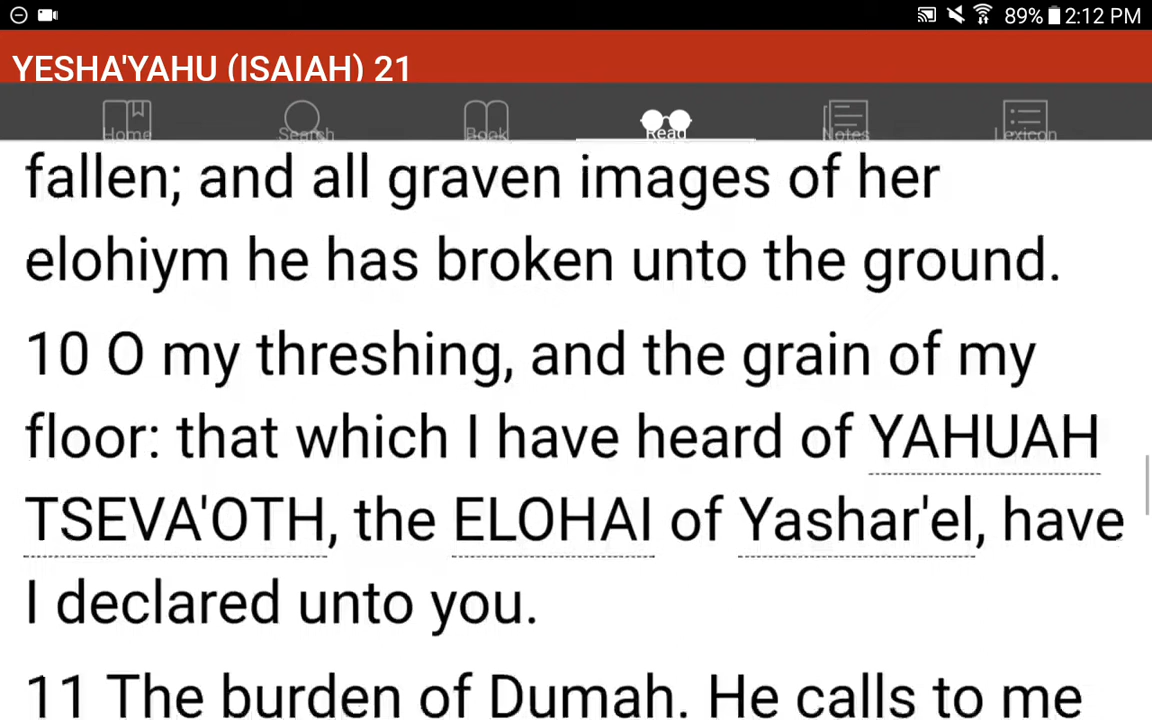 89% 2:12 PM
YESHA'YAHU (ISAIAH) 21
Home Search Book Read Notes Lexicon
fallen; and all graven images of her
elohiym he has broken unto the ground.
10 O my threshing, and the grain of my
floor: that which I have heard of YAHUAH
TSEVA'OTH, the ELOHAI of Yashar'el, have
I declared unto you.
11 The burden of Dumah. He calls to me